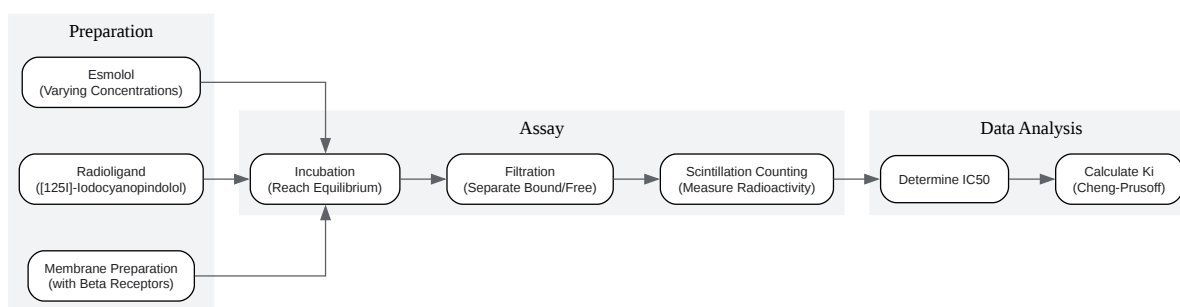 Preparation
Esmolol
(Varying Concentrations)
Radioligand
([125I]-Iodocyanopindolol)
Membrane Preparation
(with Beta Receptors)
Assay
Incubation
(Reach Equilibrium)
Filtration
(Separate Bound/Free)
Scintillation Counting
(Measure Radioactivity)
Data Analysis
Determine IC50
Calculate Ki
(Cheng-Prusoff)